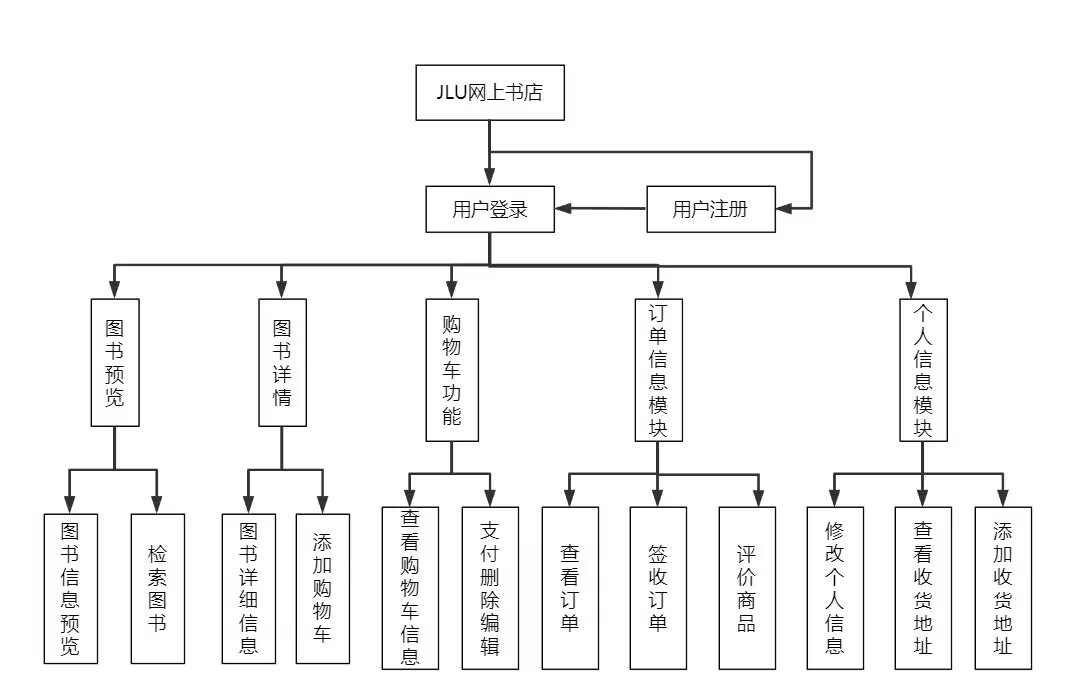 JLU网上书店
用户登录
用户注册
图书预览
图书详情
购物车功能
订单信息模块
个人信息模块
图书信息预览
检索图书
图书详细信息
添加购物车
查看购物车信息
支付删除编辑
查看订单
签收订单
评价商品
修改个人信息
查看收货地址
添加收货地址